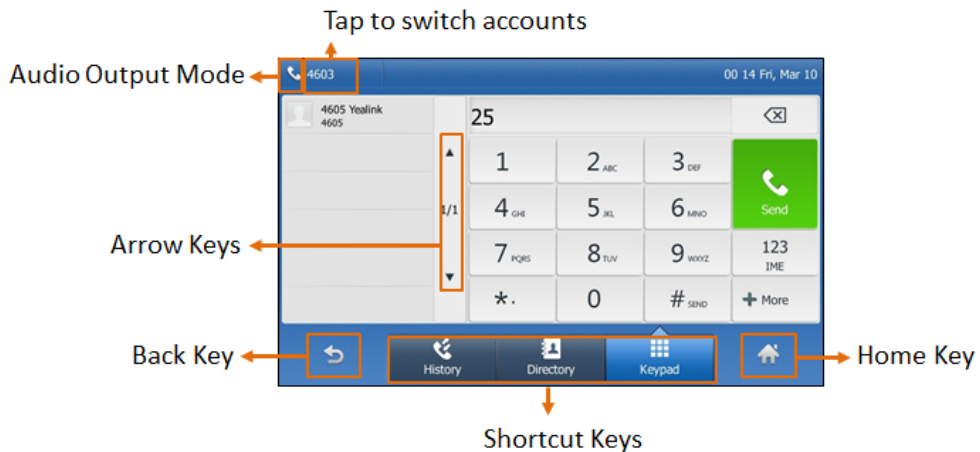 Tap to switch accounts
Audio Output Mode
4603
00 14 Fri, Mar 10
4605 Yealink
4605
25
1
2 ABC
3 DEF
Send
1/1
4 GHI
5 JKL
6 MNO
Arrow Keys
7 PQRS
8 TUV
9 WXYZ
123
IME
* .
0
# SEND
+ More
Back Key
History
Directory
Keypad
Home Key
Shortcut Keys